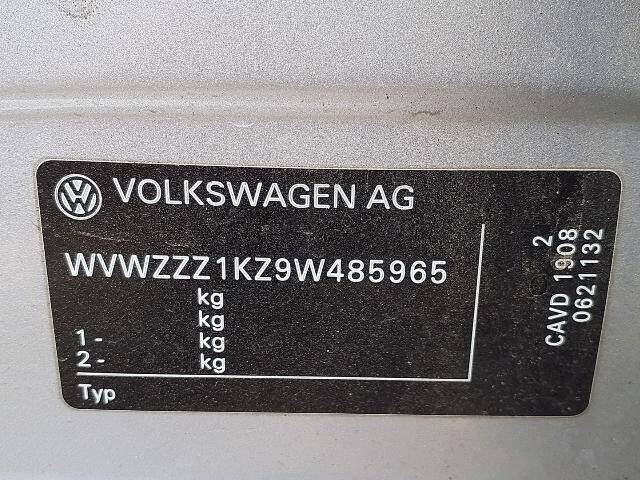 VOLKSWAGEN AG
WVWZZZ1KZ9W485965
kg
kg
1 - kg
2 - kg
Typ
2
CAVD 1908
0621132